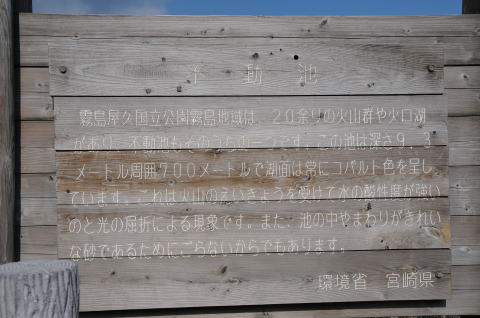 不動池
霧島屋久国立公園霧島地域は、20余りの火山群や火口湖
があり、不動池もそのうちの一つです。この池は深さ9.3
メートル周囲700メートルで湖面は常にコバルト色を呈し
ています。これは火山のえいきょうを受けて水の酸性度が強い
のと光の屈折による現象です。また、池の中やまわりがきれい
な砂であるためにごらないからでもあります。
環境省 宮崎県